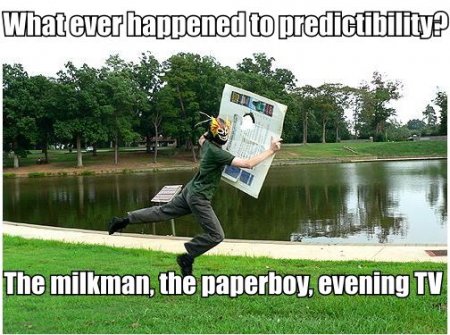 What ever happened to predictibility?
The milkman, the paperboy, evening TV